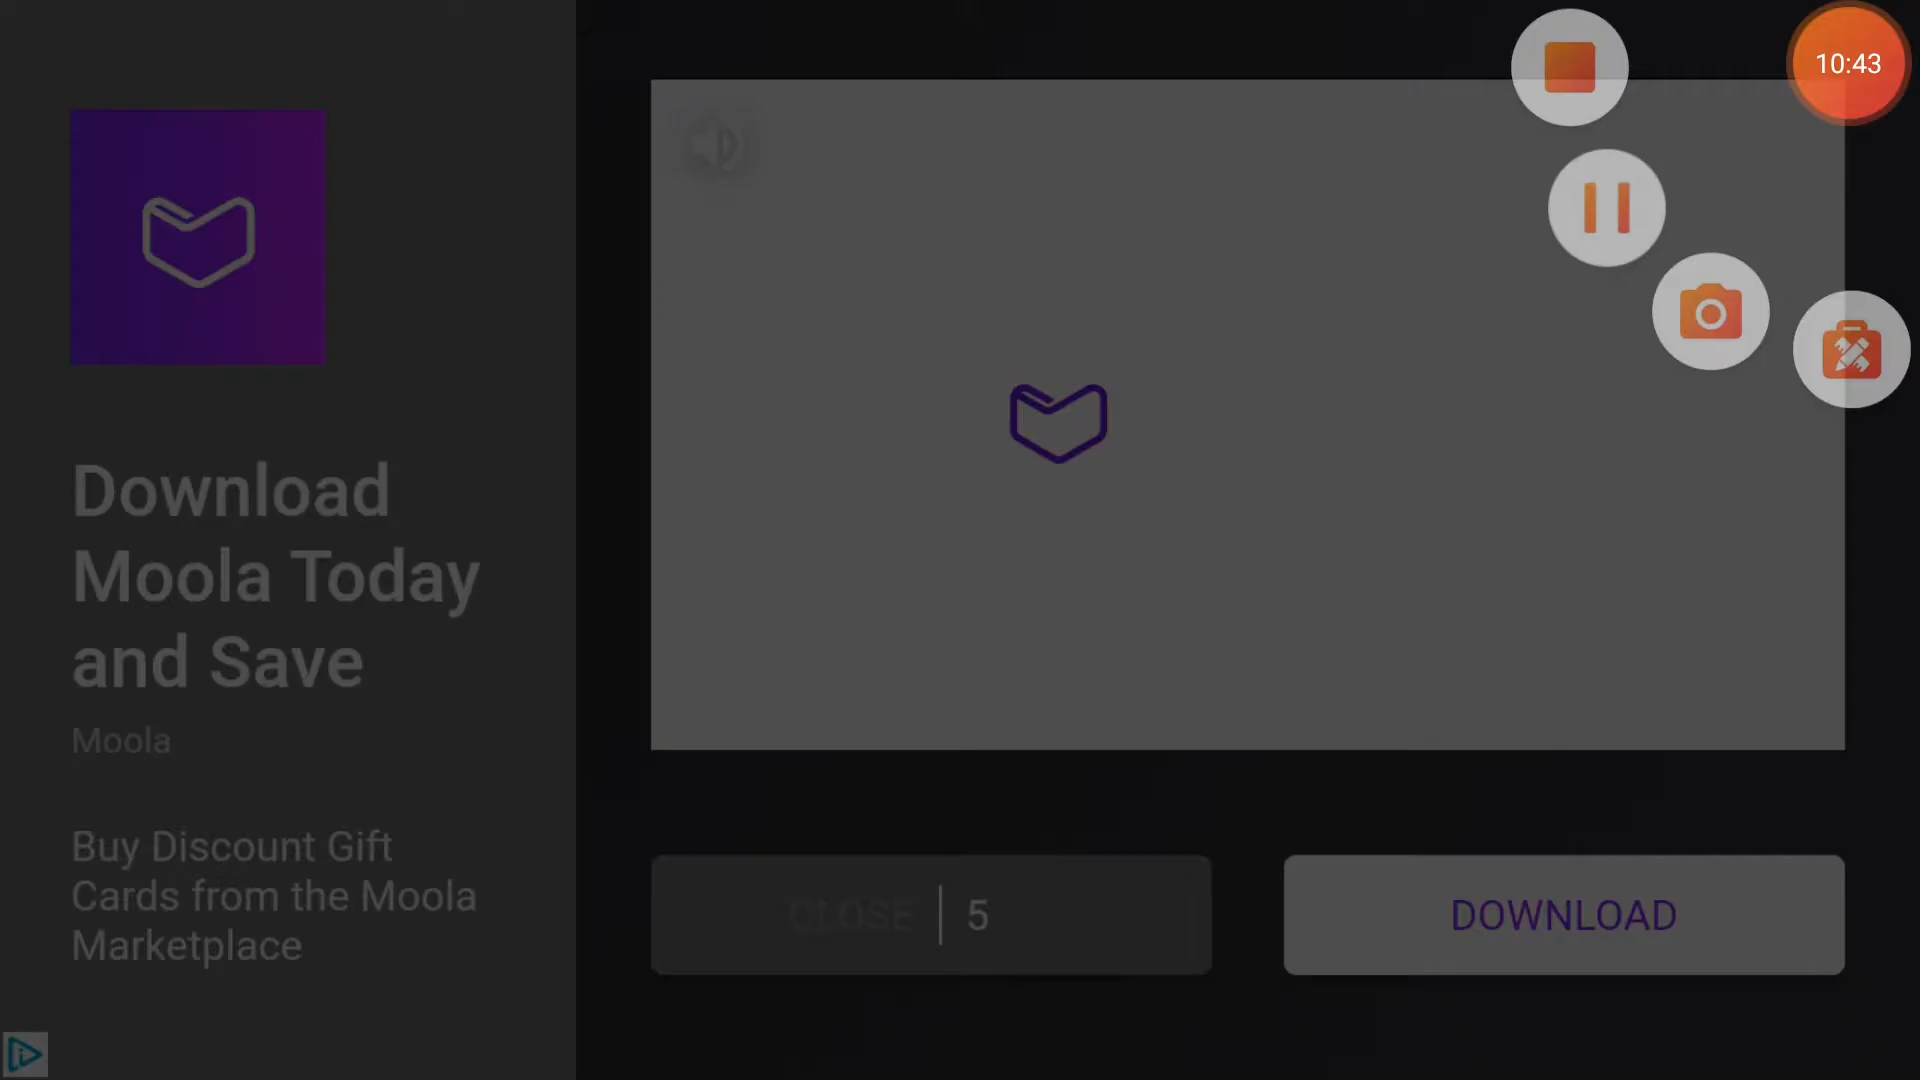 10:43
Download
Moola Today
and Save
Moola
Buy Discount Gift
Cards from the Moola
Marketplace
CLOSE | 5
DOWNLOAD